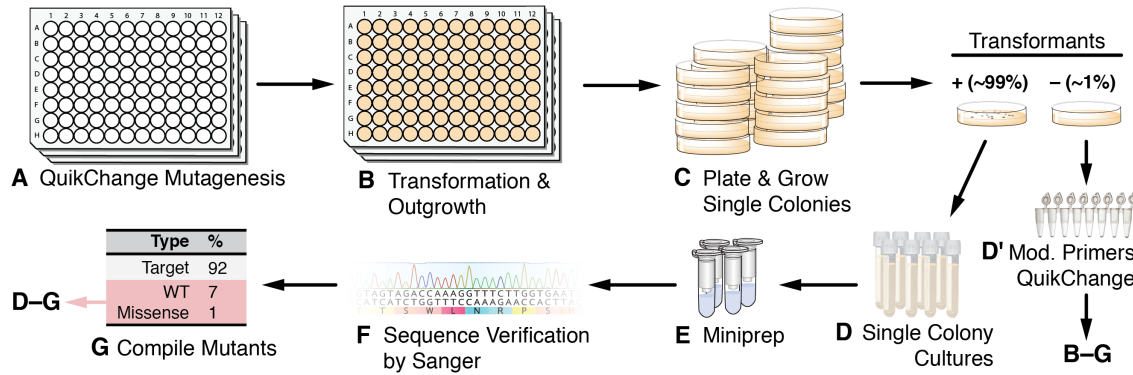 1 2 3 4 5 6 7 8 9 10 11 12
A
B
C
D
E
F
G
H
A QuikChange Mutagenesis
1 2 3 4 5 6 7 8 9 10 11 12
A
B
C
D
E
F
G
H
B Transformation &
Outgrowth
C Plate & Grow
Single Colonies
Transformants
+ (~99%) − (~1%)
D' Mod. Primers
QuikChange
B–G
D Single Colony
Cultures
E Miniprep
GTAGTAGACCAAAGGTTTCTTGGTGAAT
CATCATCTGGTTTCCAAAGAACCACTTA
T T S W L N R P S
F Sequence Verification
by Sanger
Type %
Target 92
WT 7
Missense 1
G Compile Mutants
D–G